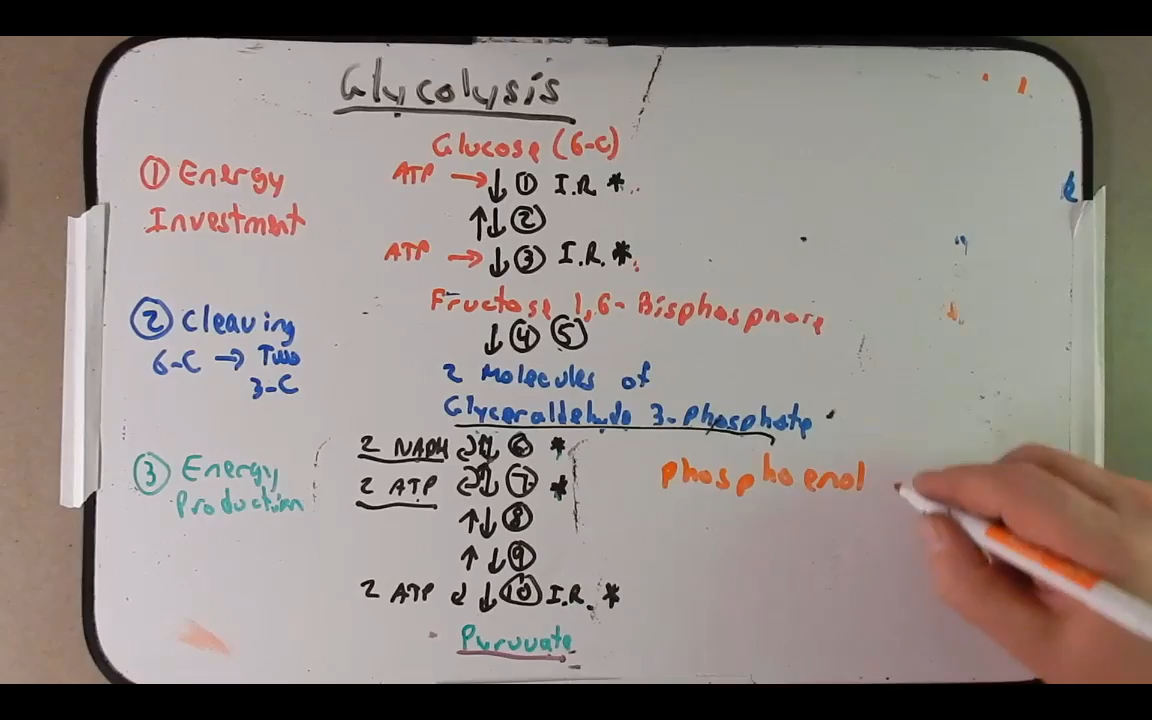 Glycolysis
Glucose (6-C)
① Energy
Investment
ATP → ↓ ① I.R *
↑↓ ②
ATP → ↓ ③ I.R. *
Fructose 1,6- Bisphosphate
② Cleaving
6-C → Two
3-C
↓ ④ ⑤
2 Molecules of
Glyceraldehyde 3-phosphate
③ Energy
Production
2 NADH ↓ ⑥ *
2 ATP ↓ ⑦ *
↑↓ ⑧
↑↓ ⑨
2 ATP ↓ ⑩ I.R. *
Pyruvate
phosphoenol